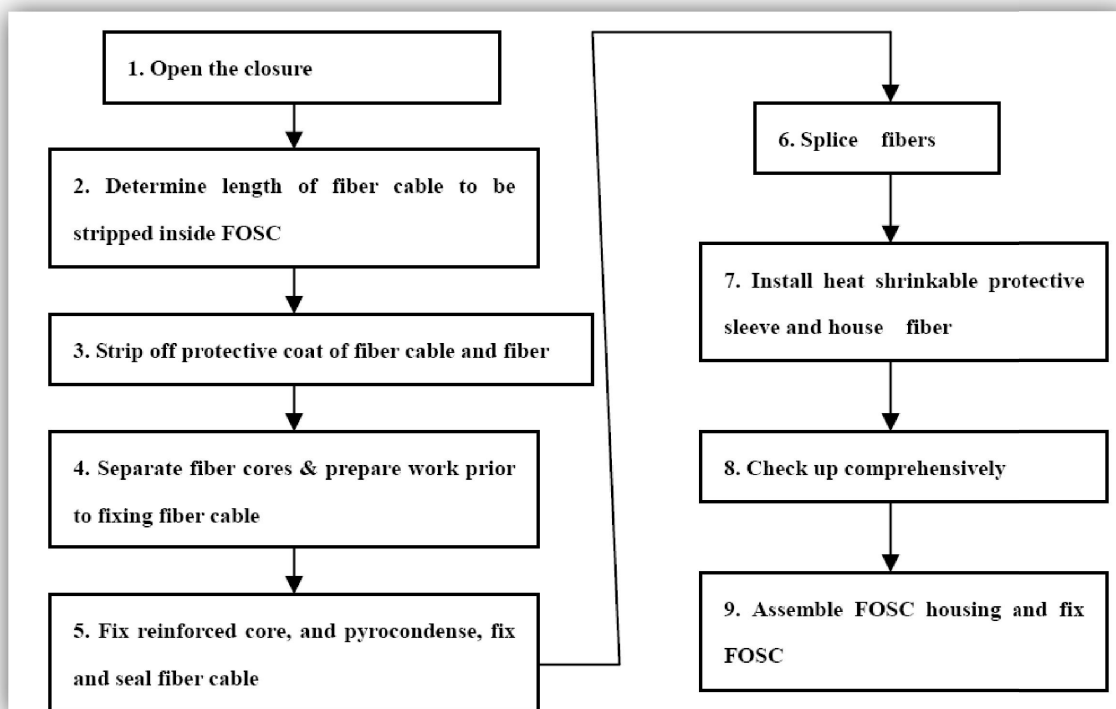 1. Open the closure
2. Determine length of fiber cable to be
stripped inside FOSC
3. Strip off protective coat of fiber cable and fiber
4. Separate fiber cores & prepare work prior
to fixing fiber cable
5. Fix reinforced core, and pyrocondense, fix
and seal fiber cable
6. Splice fibers
7. Install heat shrinkable protective
sleeve and house fiber
8. Check up comprehensively
9. Assemble FOSC housing and fix
FOSC